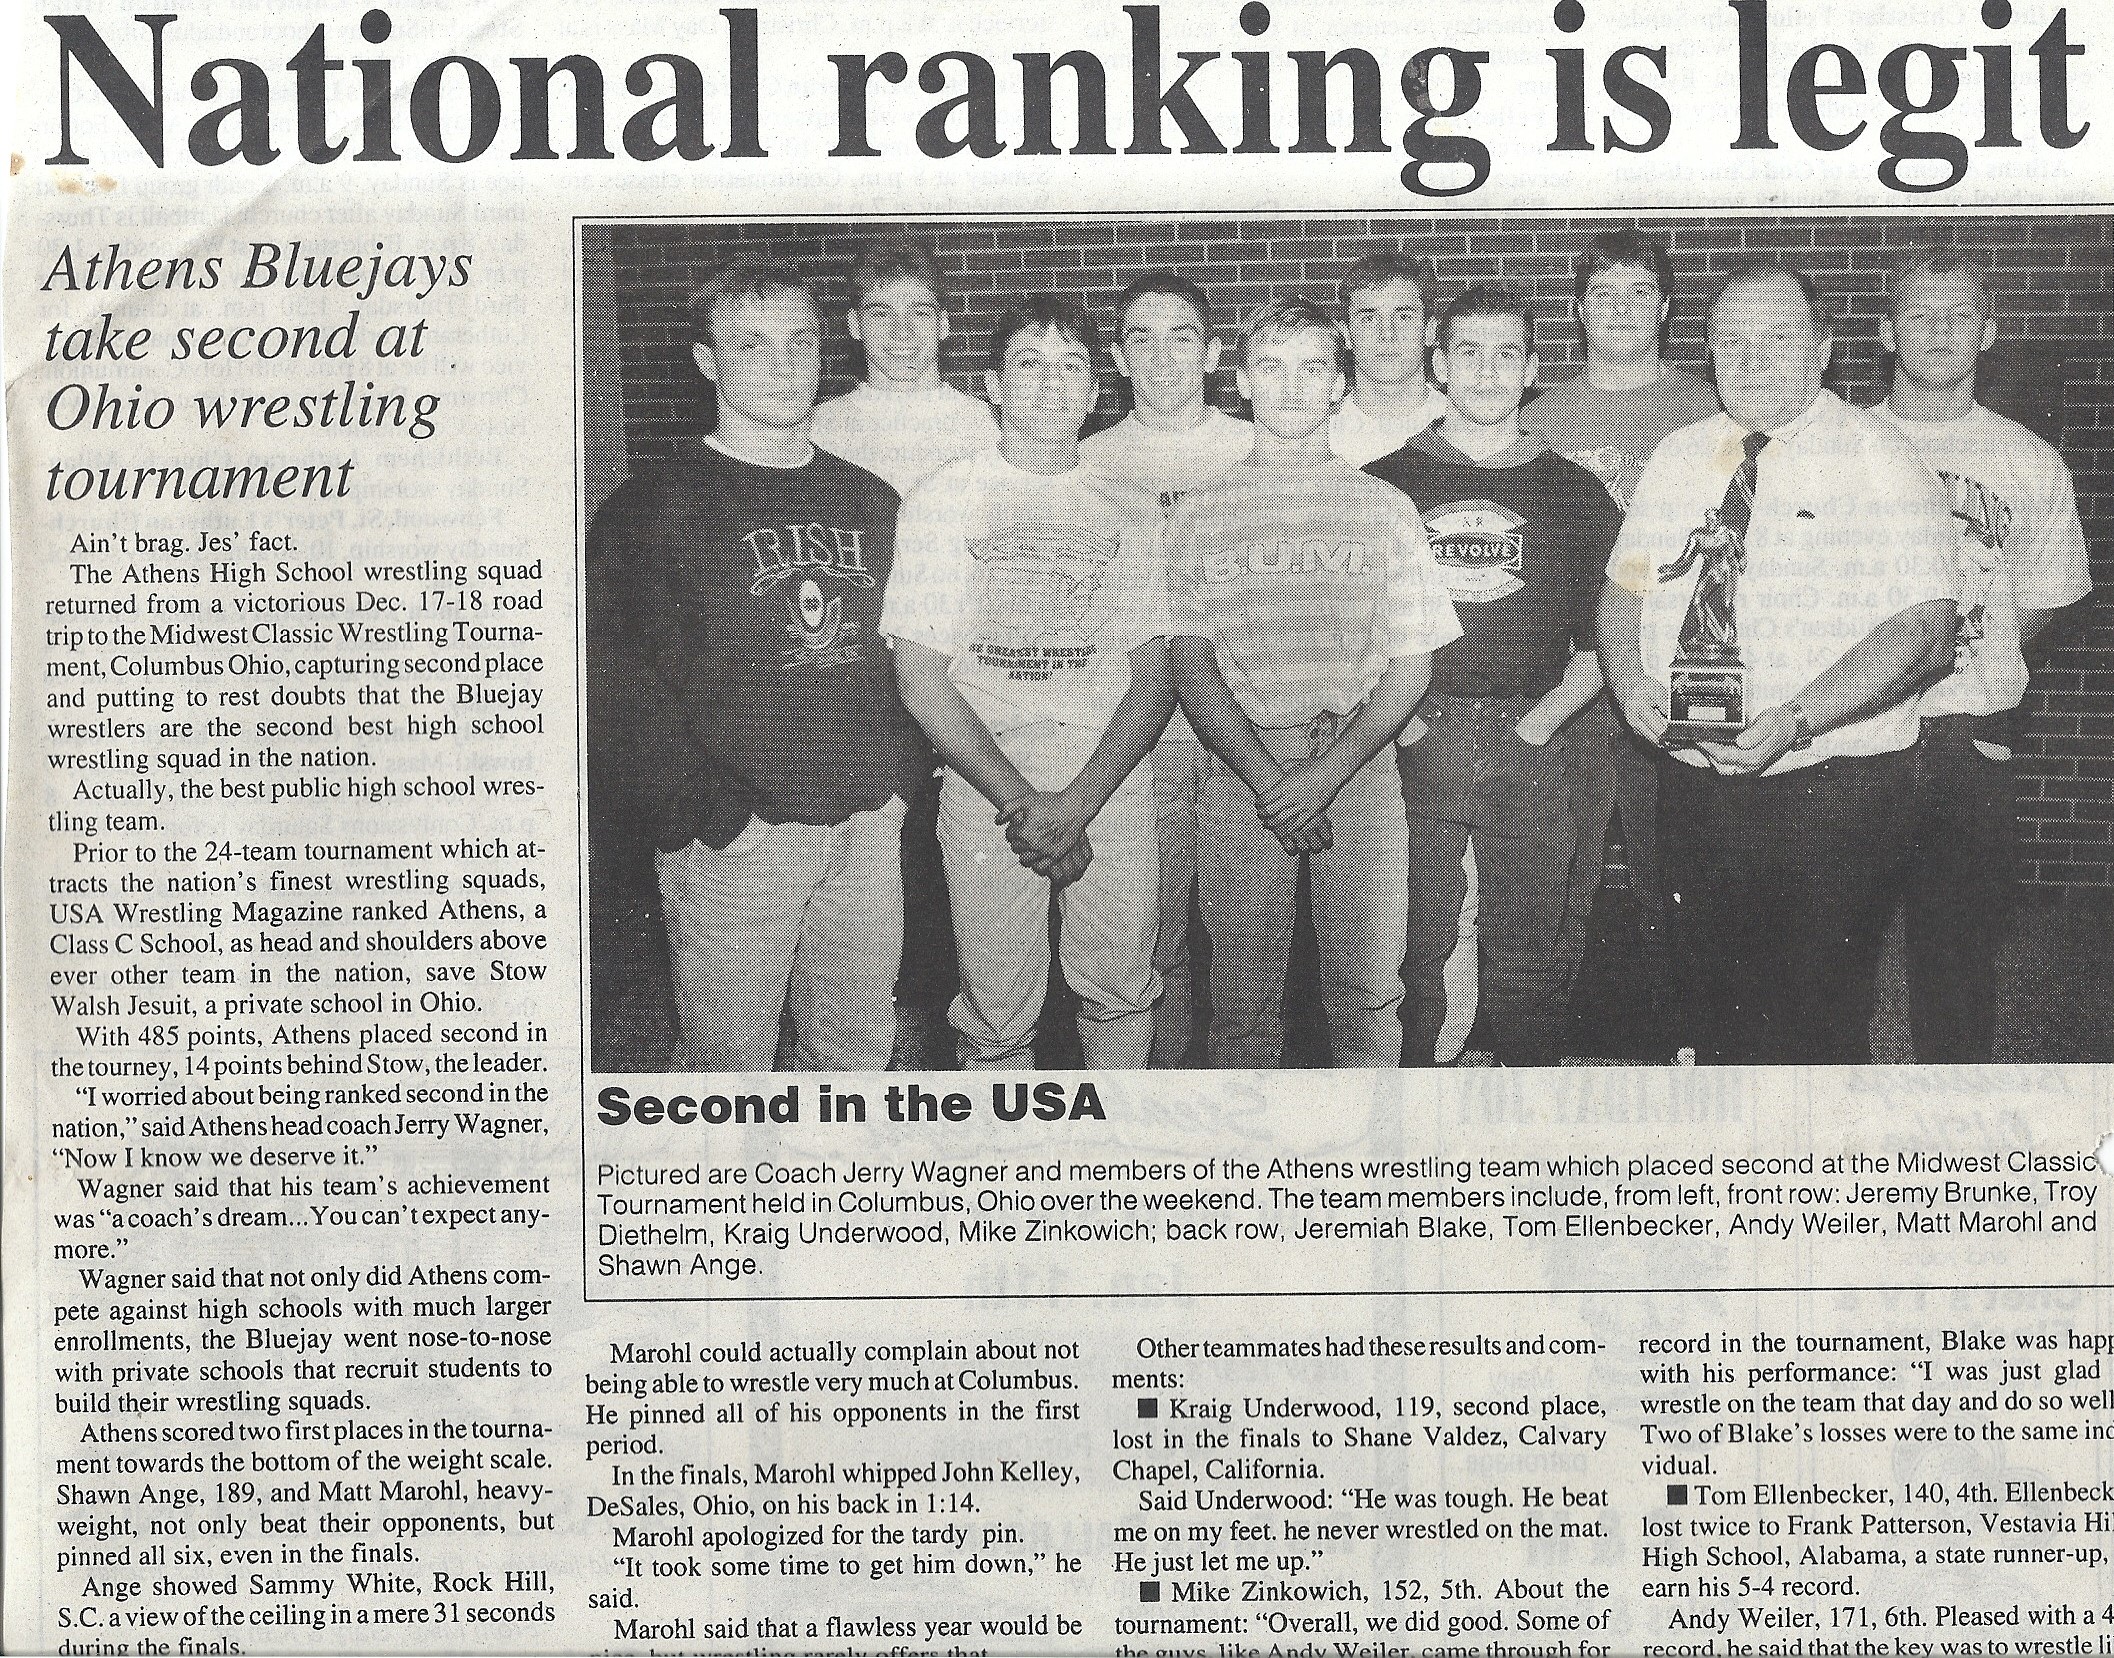 National ranking is legit
Athens Bluejays
take second at
Ohio wrestling
tournament
Ain't brag. Jes' fact.
The Athens High School wrestling squad
returned from a victorious Dec. 17-18 road
trip to the Midwest Classic Wrestling Tourna-
ment, Columbus Ohio, capturing second place
and putting to rest doubts that the Bluejay
wrestlers are the second best high school
wrestling squad in the nation.
Actually, the best public high school wres-
tling team.
Prior to the 24-team tournament which at-
tracts the nation's finest wrestling squads,
USA Wrestling Magazine ranked Athens, a
Class C School, as head and shoulders above
ever other team in the nation, save Stow
Walsh Jesuit, a private school in Ohio.
With 485 points, Athens placed second in
the tourney, 14 points behind Stow, the leader.
"I worried about being ranked second in the
nation," said Athens head coach Jerry Wagner,
"Now I know we deserve it."
Wagner said that his team's achievement
was "a coach's dream...You can't expect any-
more."
Wagner said that not only did Athens com-
pete against high schools with much larger
enrollments, the Bluejay went nose-to-nose
with private schools that recruit students to
build their wrestling squads.
Athens scored two first places in the tourna-
ment towards the bottom of the weight scale.
Shawn Ange, 189, and Matt Marohl, heavy-
weight, not only beat their opponents, but
pinned all six, even in the finals.
Ange showed Sammy White, Rock Hill,
S.C. a view of the ceiling in a mere 31 seconds
during the finals.
IRISH
GREATEST WRESTLING
TOURNAMENT IN THE
NATION
REVOLVE
Second in the USA
Pictured are Coach Jerry Wagner and members of the Athens wrestling team which placed second at the Midwest Classic
Tournament held in Columbus, Ohio over the weekend. The team members include, from left, front row: Jeremy Brunke, Troy
Diethelm, Kraig Underwood, Mike Zinkowich; back row, Jeremiah Blake, Tom Ellenbecker, Andy Weiler, Matt Marohl and
Shawn Ange.
Marohl could actually complain about not
being able to wrestle very much at Columbus.
He pinned all of his opponents in the first
period.
In the finals, Marohl whipped John Kelley,
DeSales, Ohio, on his back in 1:14.
Marohl apologized for the tardy pin.
"It took some time to get him down," he
said.
Marohl said that a flawless year would be
nice, but wrestling rarely offers that.
Other teammates had these results and com-
ments:
■ Kraig Underwood, 119, second place,
lost in the finals to Shane Valdez, Calvary
Chapel, California.
Said Underwood: "He was tough. He beat
me on my feet. he never wrestled on the mat.
He just let me up."
■ Mike Zinkowich, 152, 5th. About the
tournament: "Overall, we did good. Some of
the guys, like Andy Weiler, came through for
record in the tournament, Blake was happ
with his performance: "I was just glad
wrestle on the team that day and do so well
Two of Blake's losses were to the same ind
vidual.
■ Tom Ellenbecker, 140, 4th. Ellenbeck
lost twice to Frank Patterson, Vestavia Hi
High School, Alabama, a state runner-up,
earn his 5-4 record.
Andy Weiler, 171, 6th. Pleased with a 4
record, he said that the key was to wrestle li